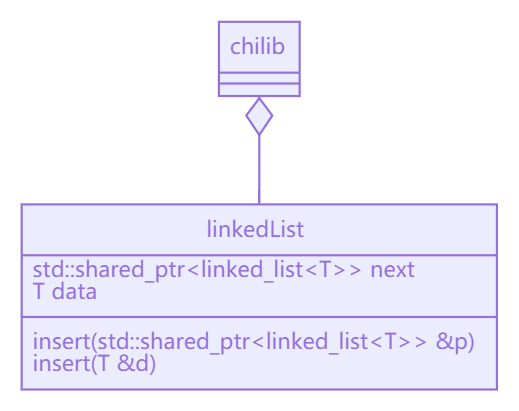 chilib
linkedList
std::shared_ptr<linked_list<T>> next
T data
insert(std::shared_ptr<linked_list<T>> &p)
insert(T &d)